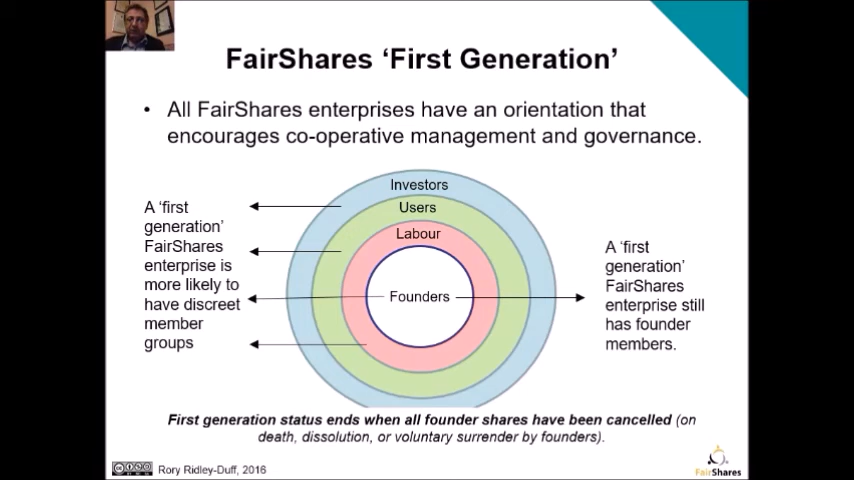 FairShares ‘First Generation’
• All FairShares enterprises have an orientation that
encourages co-operative management and governance.
Investors
Users
Labour
Founders
A ‘first
generation’
FairShares
enterprise is
more likely to
have discreet
member
groups
A ‘first
generation’
FairShares
enterprise still
has founder
members.
First generation status ends when all founder shares have been cancelled (on
death, dissolution, or voluntary surrender by founders).
Rory Ridley-Duff, 2016
FairShares